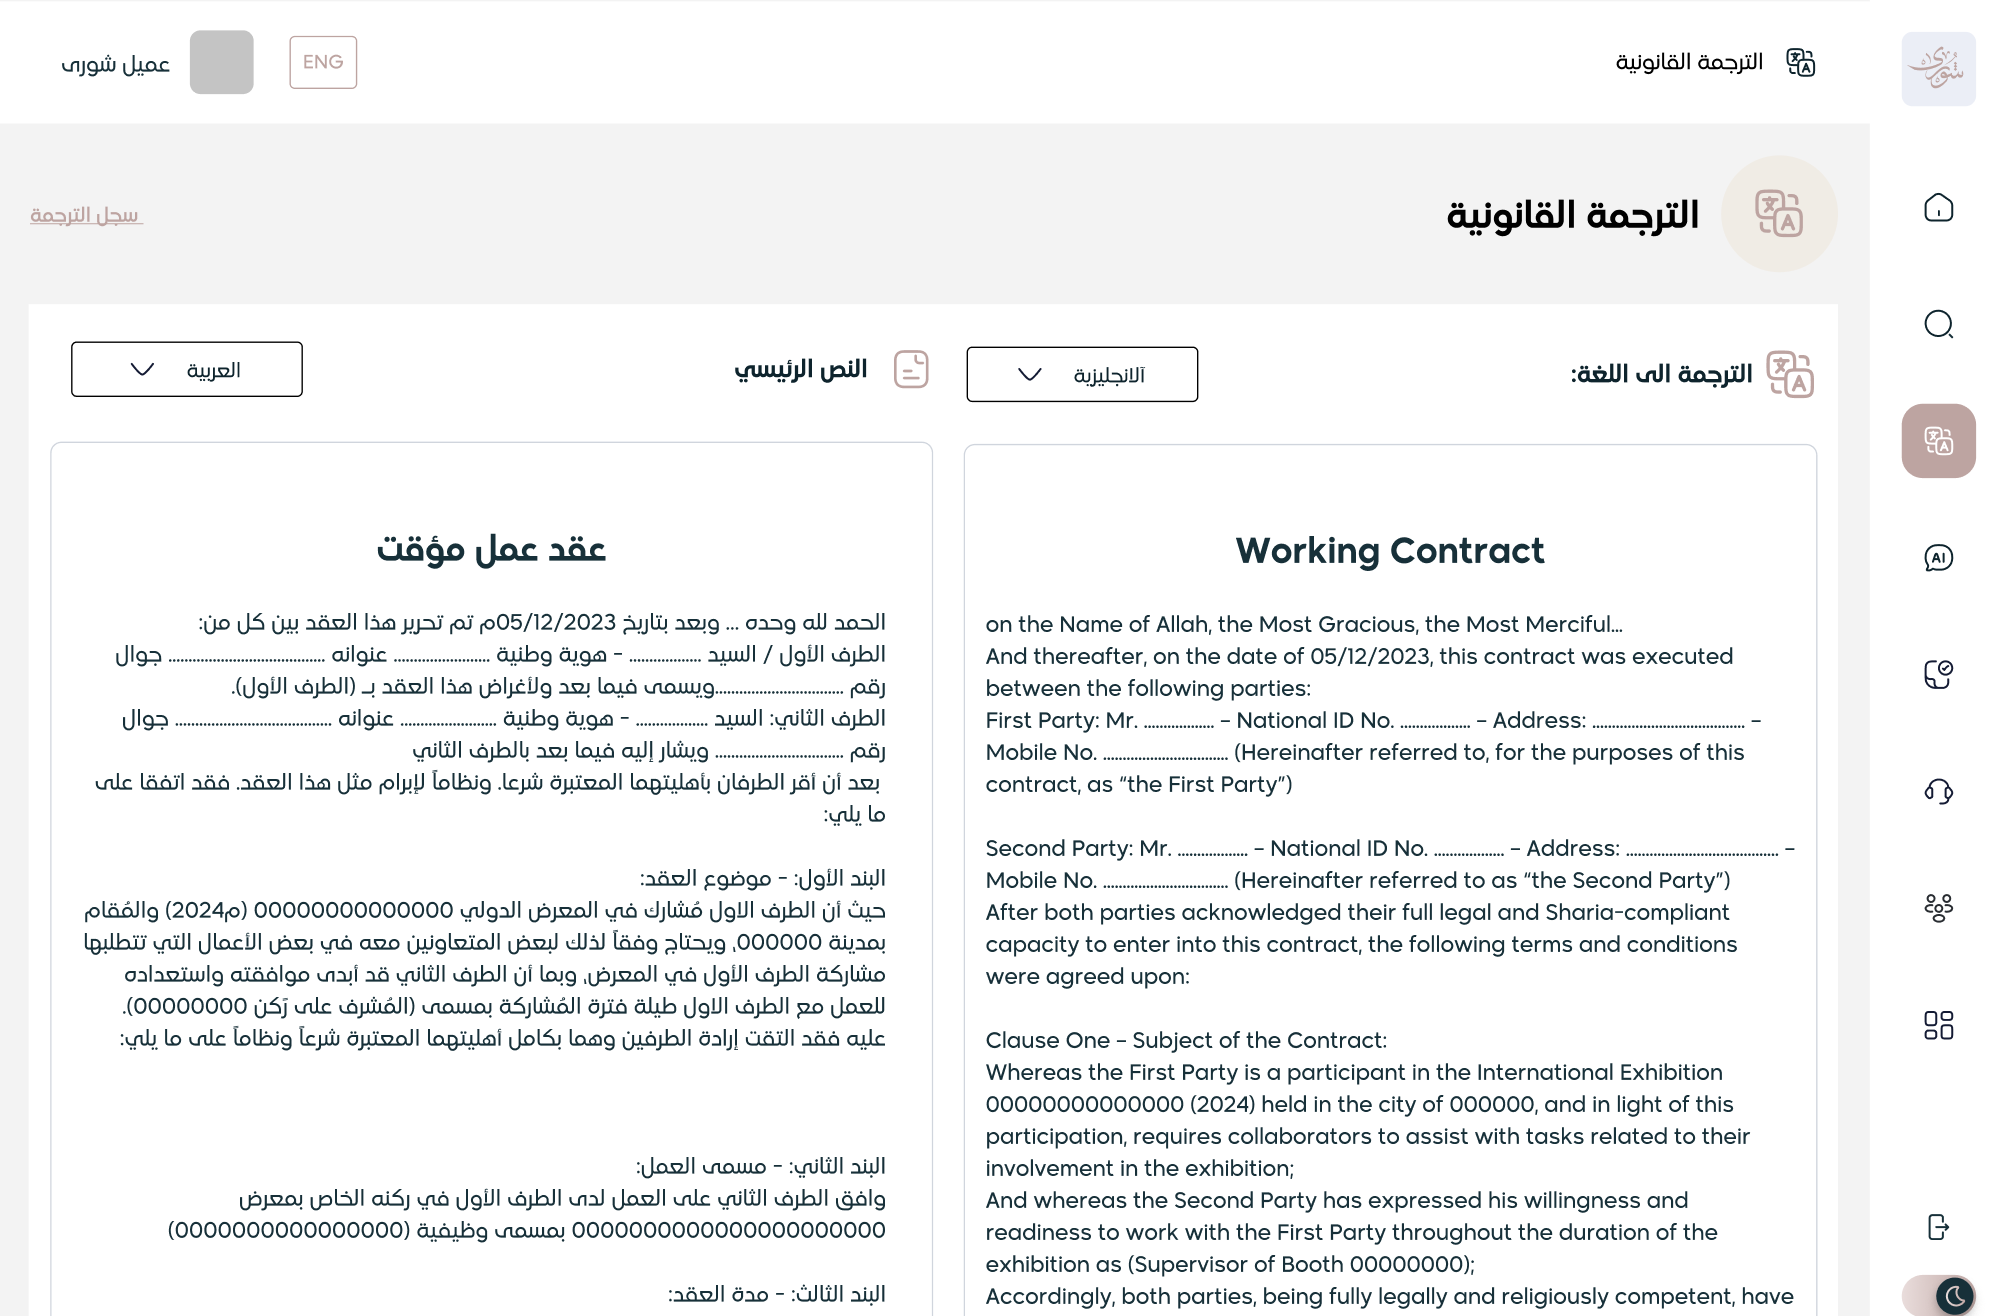 شورى
الترجمة القانونية
ENG
عميل شورى
الترجمة القانونية
سجل الترجمة
الترجمة الى اللغة:
آلانجليزية
النص الرئيسي
العربية
Working Contract
on the Name of Allah, the Most Gracious, the Most Merciful...
And thereafter, on the date of 05/12/2023, this contract was executed
between the following parties:
First Party: Mr. .................. – National ID No. .................. – Address: ....................................... –
Mobile No. ................................ (Hereinafter referred to, for the purposes of this
contract, as “the First Party”)
Second Party: Mr. .................. – National ID No. .................. – Address: ....................................... –
Mobile No. ................................ (Hereinafter referred to as “the Second Party”)
After both parties acknowledged their full legal and Sharia-compliant
capacity to enter into this contract, the following terms and conditions
were agreed upon:
Clause One – Subject of the Contract:
Whereas the First Party is a participant in the International Exhibition
00000000000000 (2024) held in the city of 000000, and in light of this
participation, requires collaborators to assist with tasks related to their
involvement in the exhibition;
And whereas the Second Party has expressed his willingness and
readiness to work with the First Party throughout the duration of the
exhibition as (Supervisor of Booth 00000000);
Accordingly, both parties, being fully legally and religiously competent, have
عقد عمل مؤقت
الحمد لله وحده ... وبعد بتاريخ 05/12/2023م تم تحرير هذا العقد بين كل من:
الطرف الأول / السيد .................. - هوية وطنية ........................ عنوانه ....................................... جوال
رقم ................................ويسمى فيما بعد ولأغراض هذا العقد بـ (الطرف الأول).
الطرف الثاني: السيد .................. - هوية وطنية ........................ عنوانه ....................................... جوال
رقم ................................ ويشار إليه فيما بعد بالطرف الثاني
بعد أن أقر الطرفان بأهليتهما المعتبرة شرعا. ونظاماً لإبرام مثل هذا العقد. فقد اتفقا على
ما يلي:
البند الأول: - موضوع العقد:
حيث أن الطرف الاول مُشارك في المعرض الدولي 00000000000000 (2024م) والمُقام
بمدينة 000000، ويحتاج وفقاً لذلك لبعض المتعاونين معه في بعض الأعمال التي تتطلبها
مشاركة الطرف الأول في المعرض، وبما أن الطرف الثاني قد أبدى موافقته واستعداده
للعمل مع الطرف الاول طيلة فترة المُشاركة بمسمى (المُشرف على رَكن 00000000).
عليه فقد التقت إرادة الطرفين وهما بكامل أهليتهما المعتبرة شرعاً ونظاماً على ما يلي:
البند الثاني: - مسمى العمل:
وافق الطرف الثاني على العمل لدى الطرف الأول في ركنه الخاص بمعرض
0000000000000000000000 بمسمى وظيفية (0000000000000000)
البند الثالث: - مدة العقد:
AI